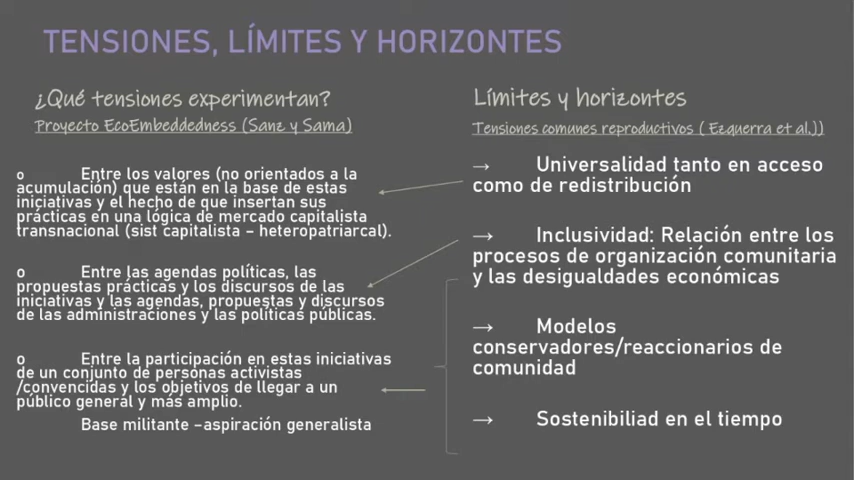 TENSIONES, LÍMITES Y HORIZONTES
¿Qué tensiones experimentan?
Proyecto EcoEmbeddedness (Sanz y Sama)
o Entre los valores (no orientados a la
acumulación) que están en la base de estas
iniciativas y el hecho de que insertan sus
prácticas en una lógica de mercado capitalista
transnacional (sist capitalista – heteropatriarcal).
o Entre las agendas políticas, las
propuestas prácticas y los discursos de las
iniciativas y las agendas, propuestas y discursos
de las administraciones y las políticas públicas.
o Entre la participación en estas iniciativas
de un conjunto de personas activistas
/convencidas y los objetivos de llegar a un
público general y más amplio.
Base militante –aspiración generalista
Límites y horizontes
Tensiones comunes reproductivos ( Ezquerra et al.))
→ Universalidad tanto en acceso
como de redistribución
→ Inclusividad: Relación entre los
procesos de organización comunitaria
y las desigualdades económicas
→ Modelos
conservadores/reaccionarios de
comunidad
→ Sostenibiliad en el tiempo